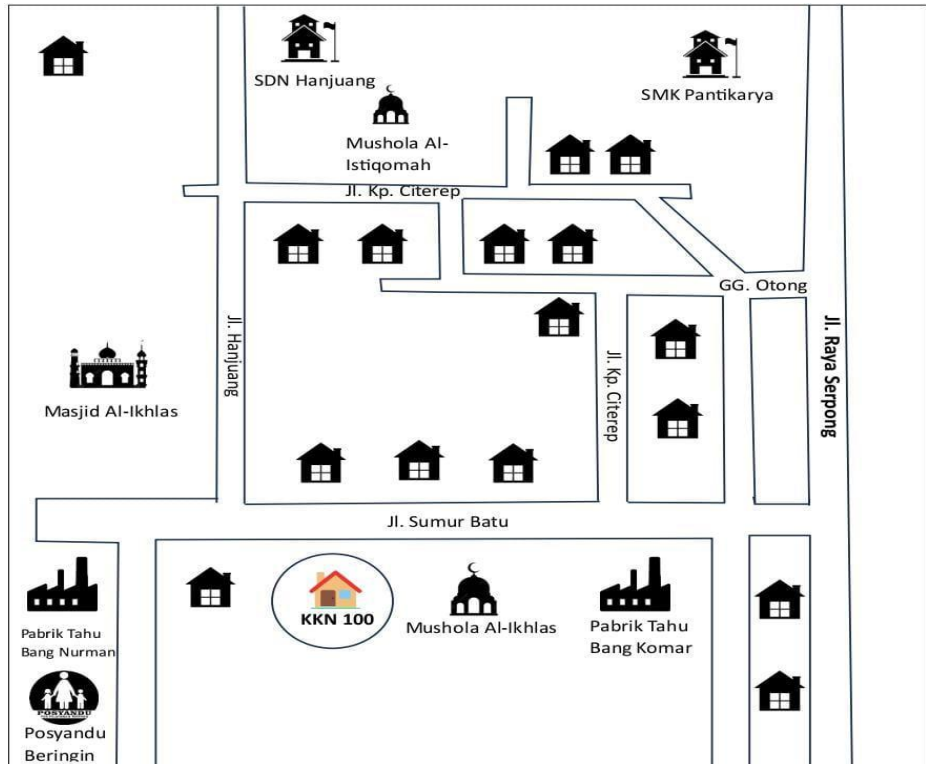 SDN Hanjuang
SMK Pantikarya
Mushola Al-
Istiqomah
Jl. Kp. Citerep
GG. Otong
Jl. Hanjuang
Jl. Kp. Citerep
Jl. Raya Serpong
Masjid Al-Ikhlas
Jl. Sumur Batu
KKN 100
Mushola Al-Ikhlas
Pabrik Tahu
Bang Komar
Pabrik Tahu
Bang Nurman
POSYANDU
Posyandu
Beringin